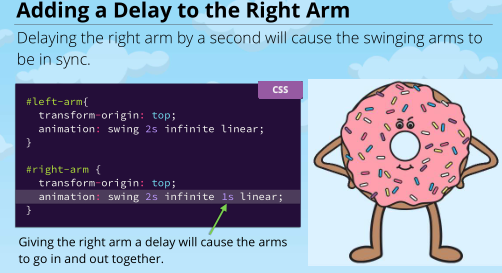 Adding a Delay to the Right Arm
Delaying the right arm by a second will cause the swinging arms to
be in sync.
CSS
#left-arm{
  transform-origin: top;
  animation: swing 2s infinite linear;
}
#right-arm {
  transform-origin: top;
  animation: swing 2s infinite 1s linear;
}
Giving the right arm a delay will cause the arms
to go in and out together.